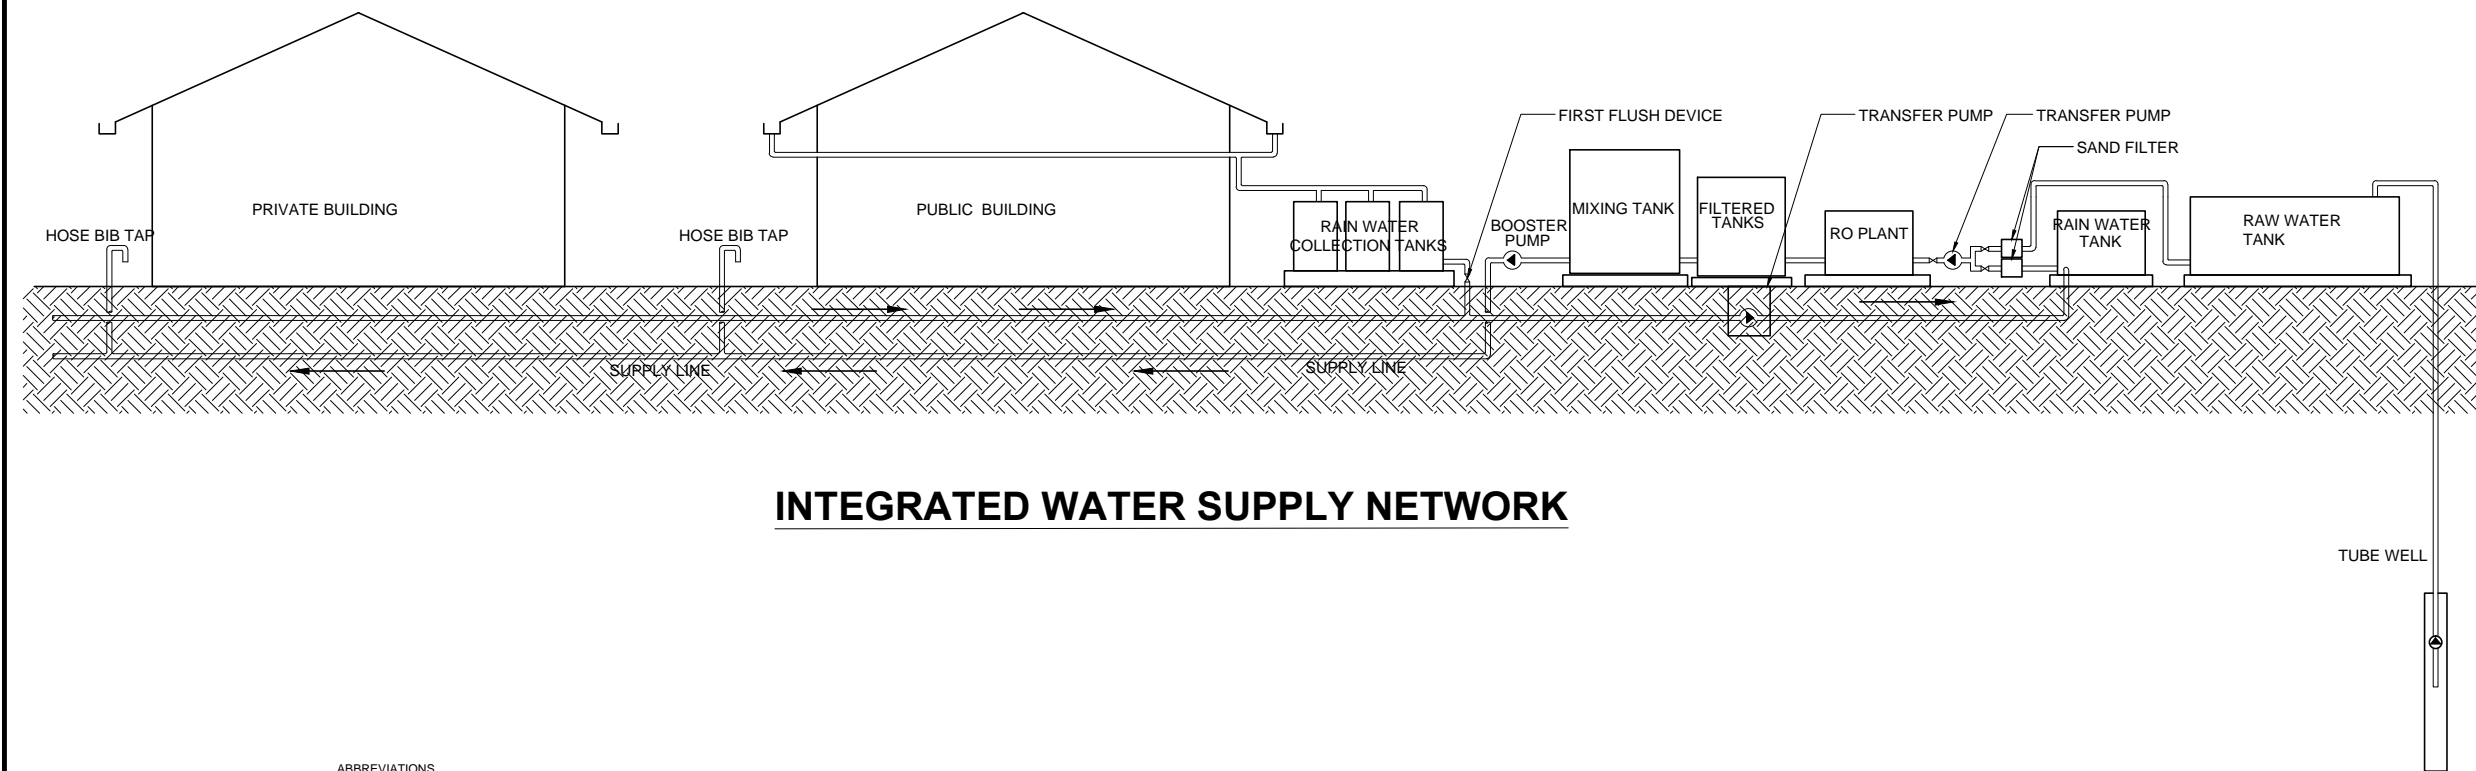 FIRST FLUSH DEVICE
TRANSFER PUMP
TRANSFER PUMP
SAND FILTER
PRIVATE BUILDING
PUBLIC BUILDING
HOSE BIB TAP
HOSE BIB TAP
RAIN WATER
COLLECTION TANKS
BOOSTER
PUMP
MIXING TANK
FILTERED
TANKS
RO PLANT
RAIN WATER
TANK
RAW WATER
TANK
SUPPLY LINE
SUPPLY LINE
INTEGRATED WATER SUPPLY NETWORK
TUBE WELL
ABBREVIATIONS